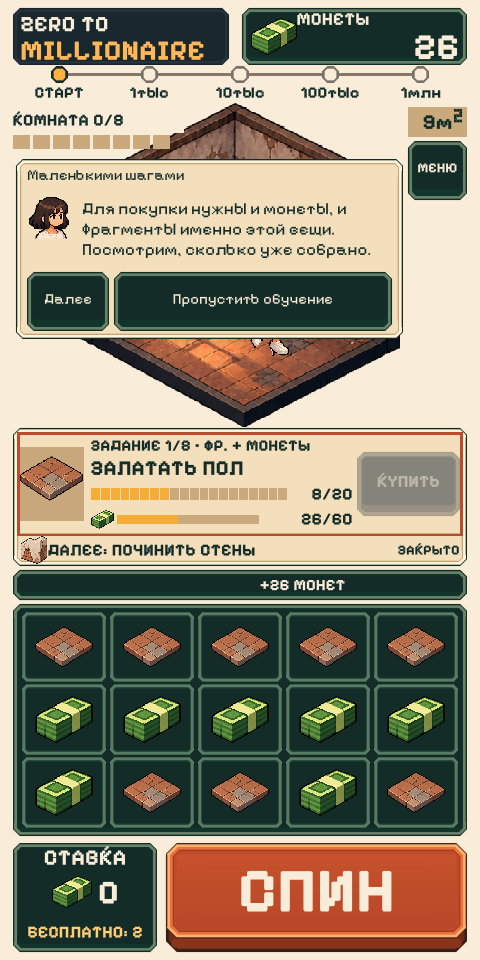 ZERO TO
MILLIONAIRE
МОНЕТЫ
26
СТАРТ
1тыс
10тыс
100тыс
1млн
КОМНАТА 0/8
9м²
МЕНЮ
Маленькими шагами
Для покупки нужны и монеты, и
фрагменты именно этой вещи.
Посмотрим, сколько уже собрано.
Далее
Пропустить обучение
ЗАДАНИЕ 1/8 · ФР. + МОНЕТЫ
ЗАЛАТАТЬ ПОЛ
КУПИТЬ
8/20
26/60
ДАЛЕЕ: ПОЧИНИТЬ СТЕНЫ
ЗАКРЫТО
+26 МОНЕТ
СТАВКА
0
БЕСПЛАТНО: 2
СПИН